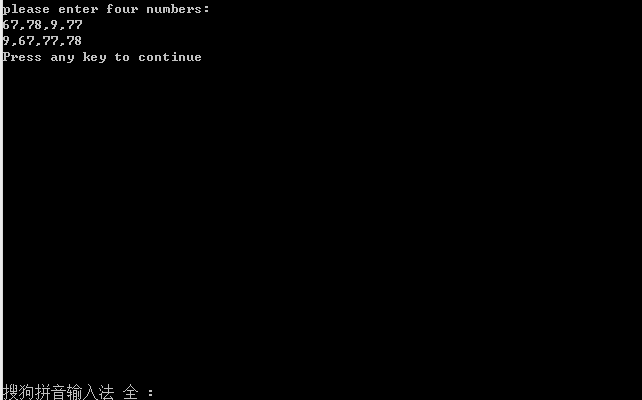 please enter four numbers:
67,78,9,77
9,67,77,78
Press any key to continue
搜狗拼音输入法 全 :